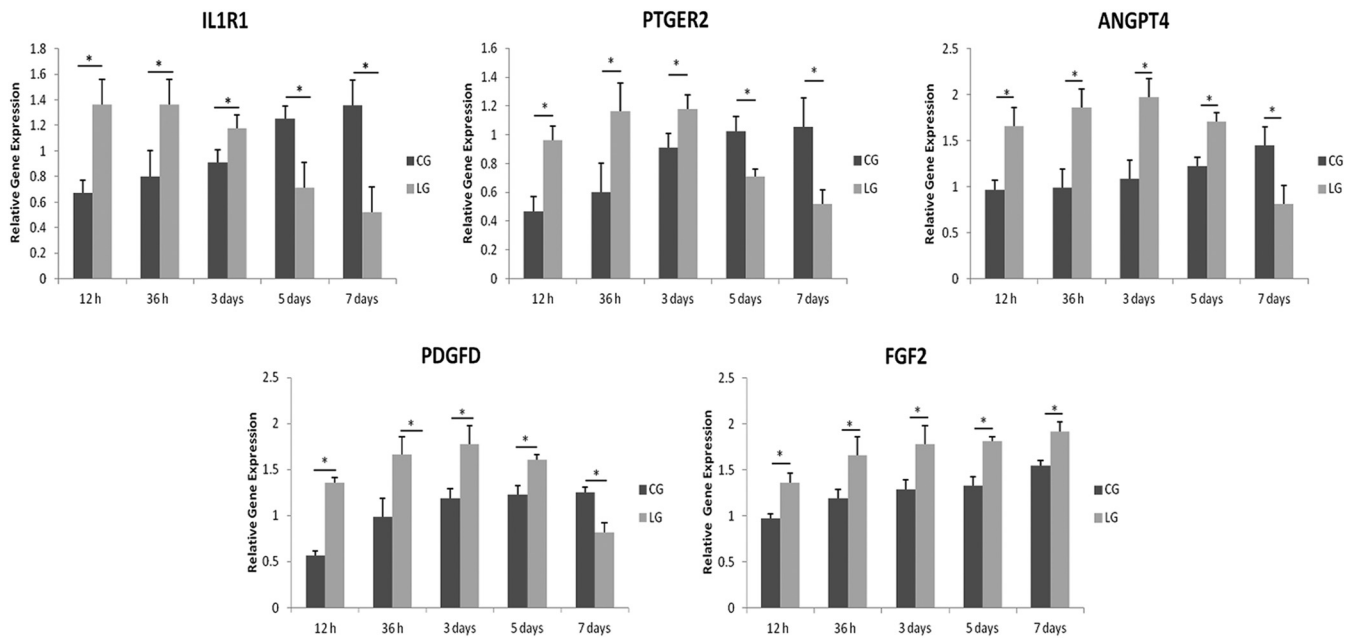 IL1R1
Relative Gene Expression
1.8
1.6
1.4
1.2
1
0.8
0.6
0.4
0.2
0
* * * * *
12 h 36 h 3 days 5 days 7 days
CG
LG
PTGER2
Relative Gene Expression
1.6
1.4
1.2
1
0.8
0.6
0.4
0.2
0
* * * * *
12 h 36 h 3 days 5 days 7 days
CG
LG
ANGPT4
Relative Gene Expression
2.5
2
1.5
1
0.5
0
* * * * *
12 h 36 h 3 days 5 days 7 days
CG
LG
PDGFD
Relative Gene Expression
2.5
2
1.5
1
0.5
0
* * * * *
12 h 36 h 3 days 5 days 7 days
CG
LG
FGF2
Relative Gene Expression
2.5
2
1.5
1
0.5
0
* * * * *
12 h 36 h 3 days 5 days 7 days
CG
LG